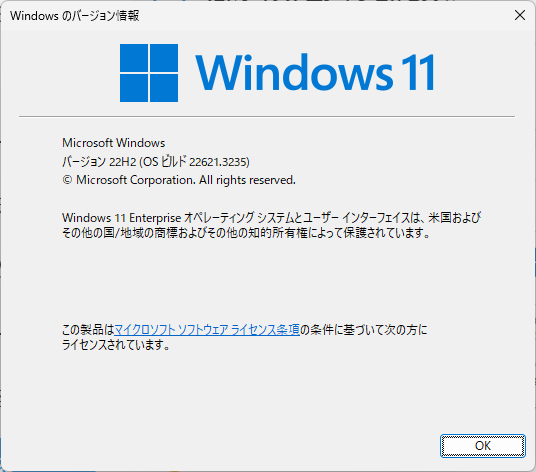 Windows のバージョン情報
Windows 11
Microsoft Windows
バージョン 22H2 (OS ビルド 22621.3235)
© Microsoft Corporation. All rights reserved.
Windows 11 Enterprise オペレーティング システムとユーザー インターフェイスは、米国および
その他の国/地域の商標およびその他の知的所有権によって保護されています。
この製品はマイクロソフト ソフトウェア ライセンス条項の条件に基づいて次の方に
ライセンスされています。
OK